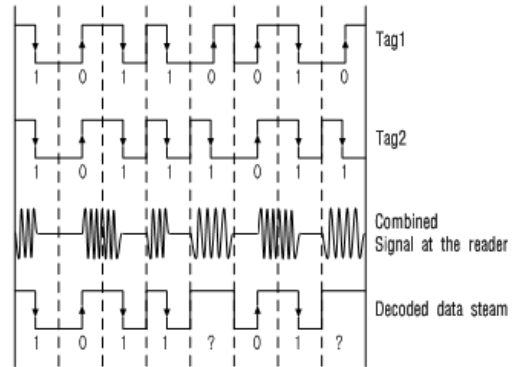 Tag1
1 0 1 1 0 0 1 0
Tag2
1 0 1 1 1 0 1 1
Combined
Signal at the reader
Decoded data steam
1 0 1 1 ? 0 1 ?